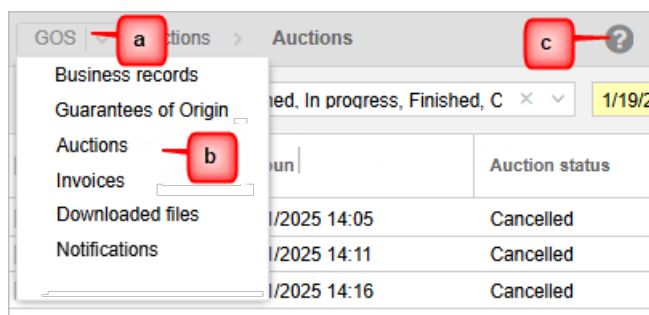 GOS a ctions > Auctions c ?
Business records
Guarantees of Origin ned, In progress, Finished, C × 1/19/2
Auctions b
oun Auction status
Invoices
Downloaded files 1/2025 14:05 Cancelled
Notifications 1/2025 14:11 Cancelled
1/2025 14:16 Cancelled